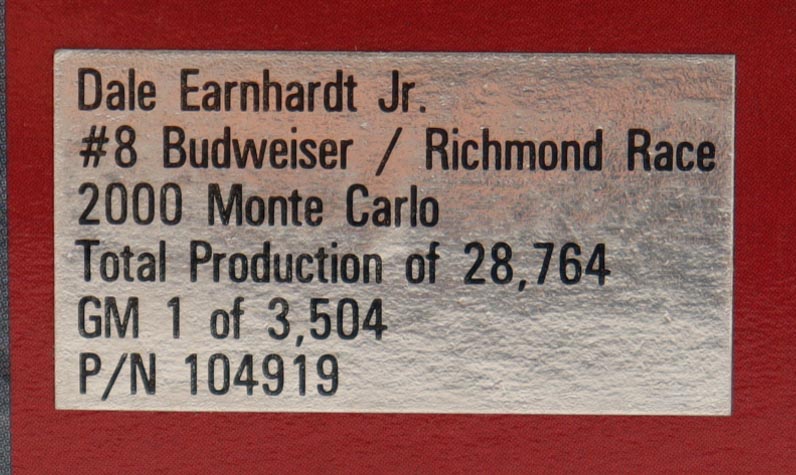 Dale Earnhardt Jr.
#8 Budweiser / Richmond Race
2000 Monte Carlo
Total Production of 28,764
GM 1 of 3,504
P/N 104919